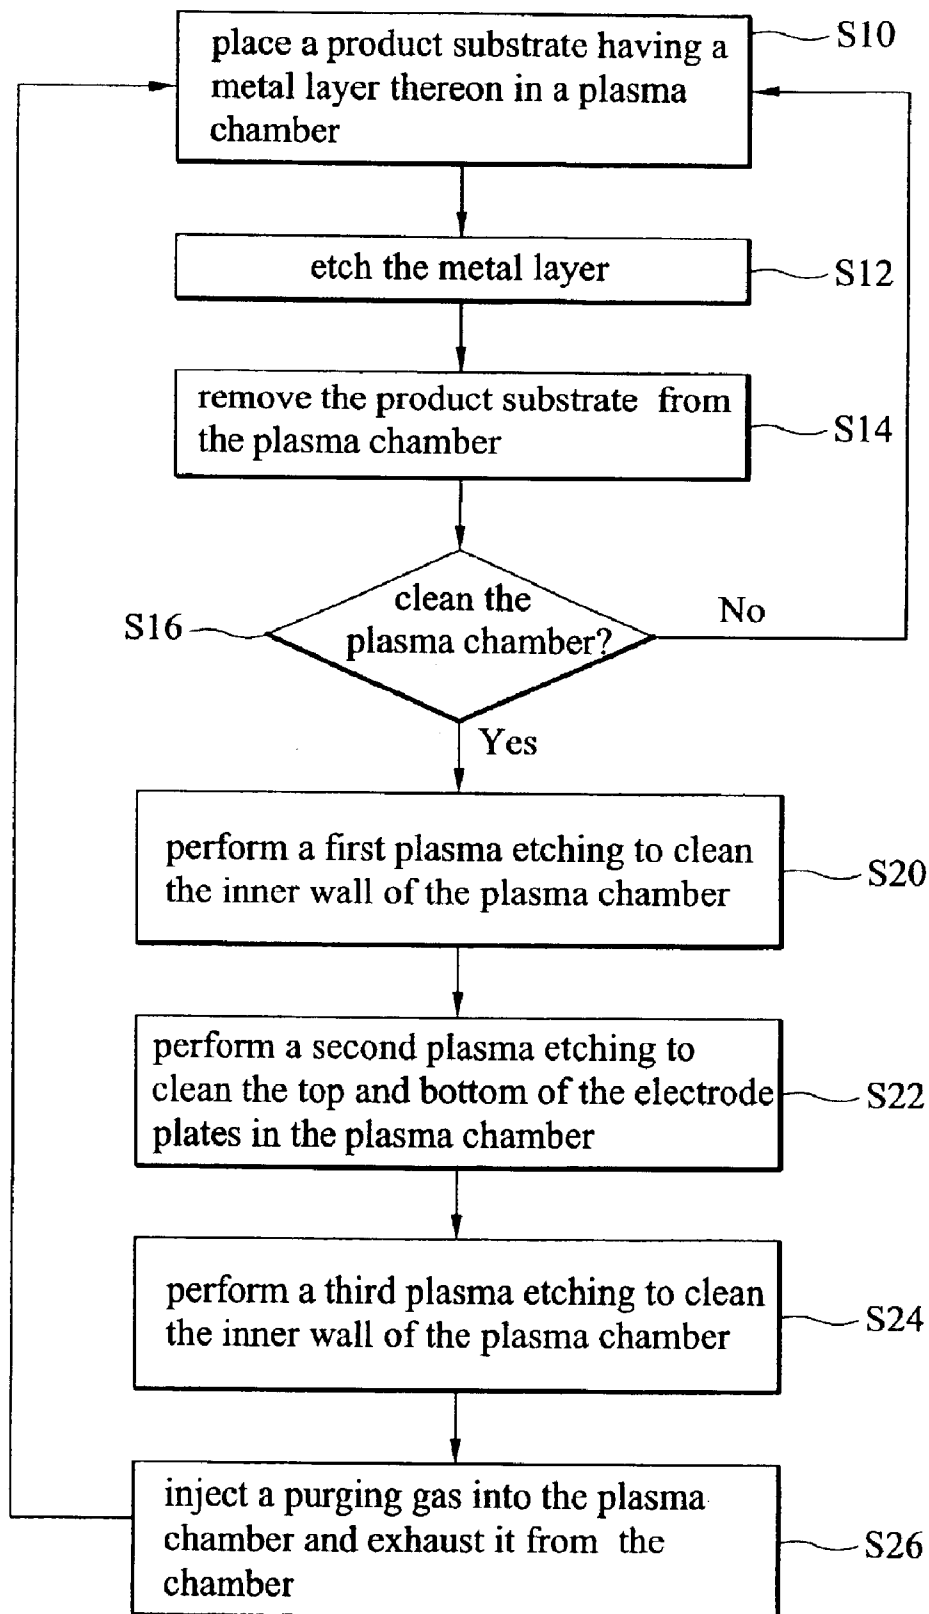 place a product substrate having a
metal layer thereon in a plasma
chamber
S10
etch the metal layer
S12
remove the product substrate from
the plasma chamber
S14
clean the
plasma chamber?
S16
No
Yes
perform a first plasma etching to clean
the inner wall of the plasma chamber
S20
perform a second plasma etching to
clean the top and bottom of the electrode
plates in the plasma chamber
S22
perform a third plasma etching to clean
the inner wall of the plasma chamber
S24
inject a purging gas into the plasma
chamber and exhaust it from the
chamber
S26